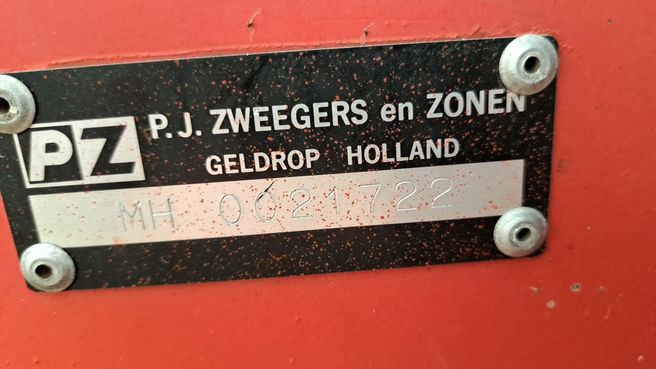 PZ
P.J. ZWEEGERS en ZONEN
GELDROP HOLLAND
MH 0021722